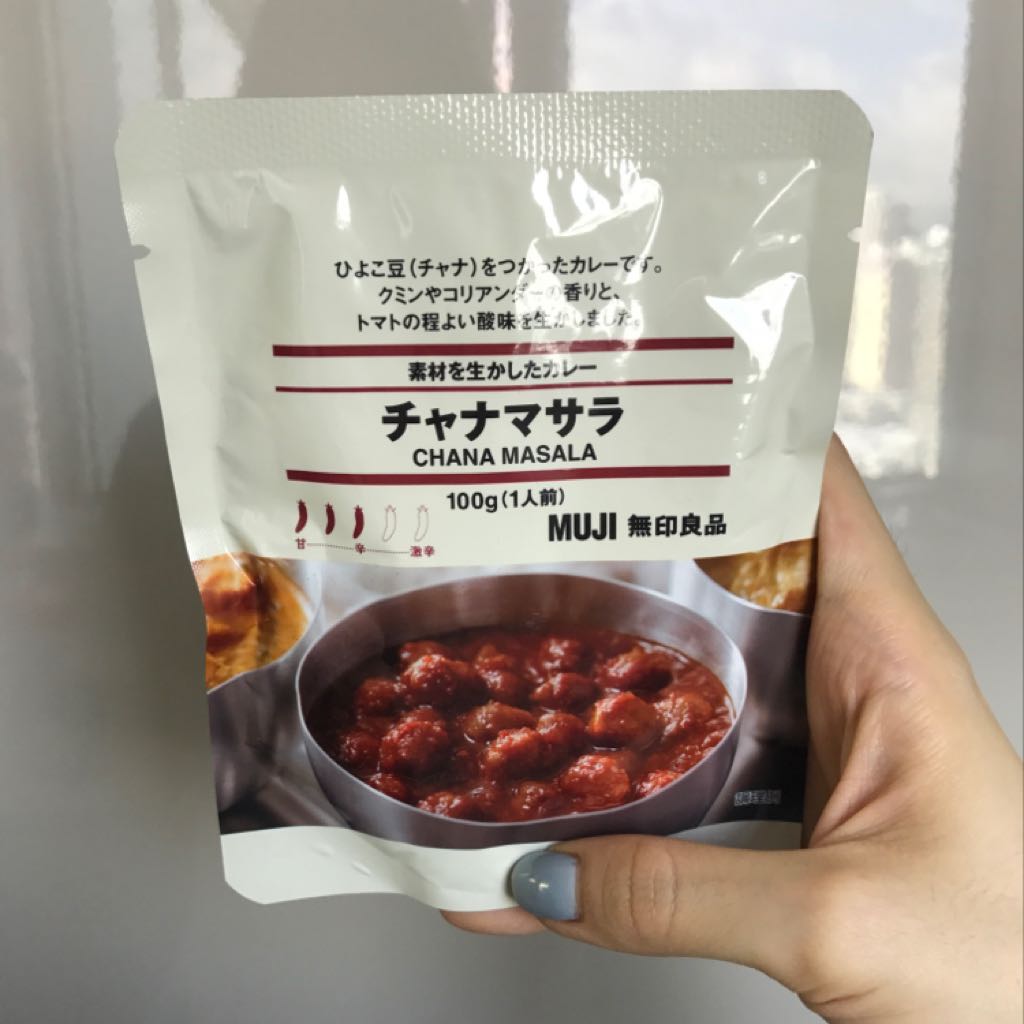 ひよこ豆(チャナ)をつかったカレーです。
クミンやコリアンダーの香りと、
トマトの程よい酸味を生かしました。
素材を生かしたカレー
チャナマサラ
CHANA MASALA
100g(1人前)
甘 辛 激辛
MUJI 無印良品
8